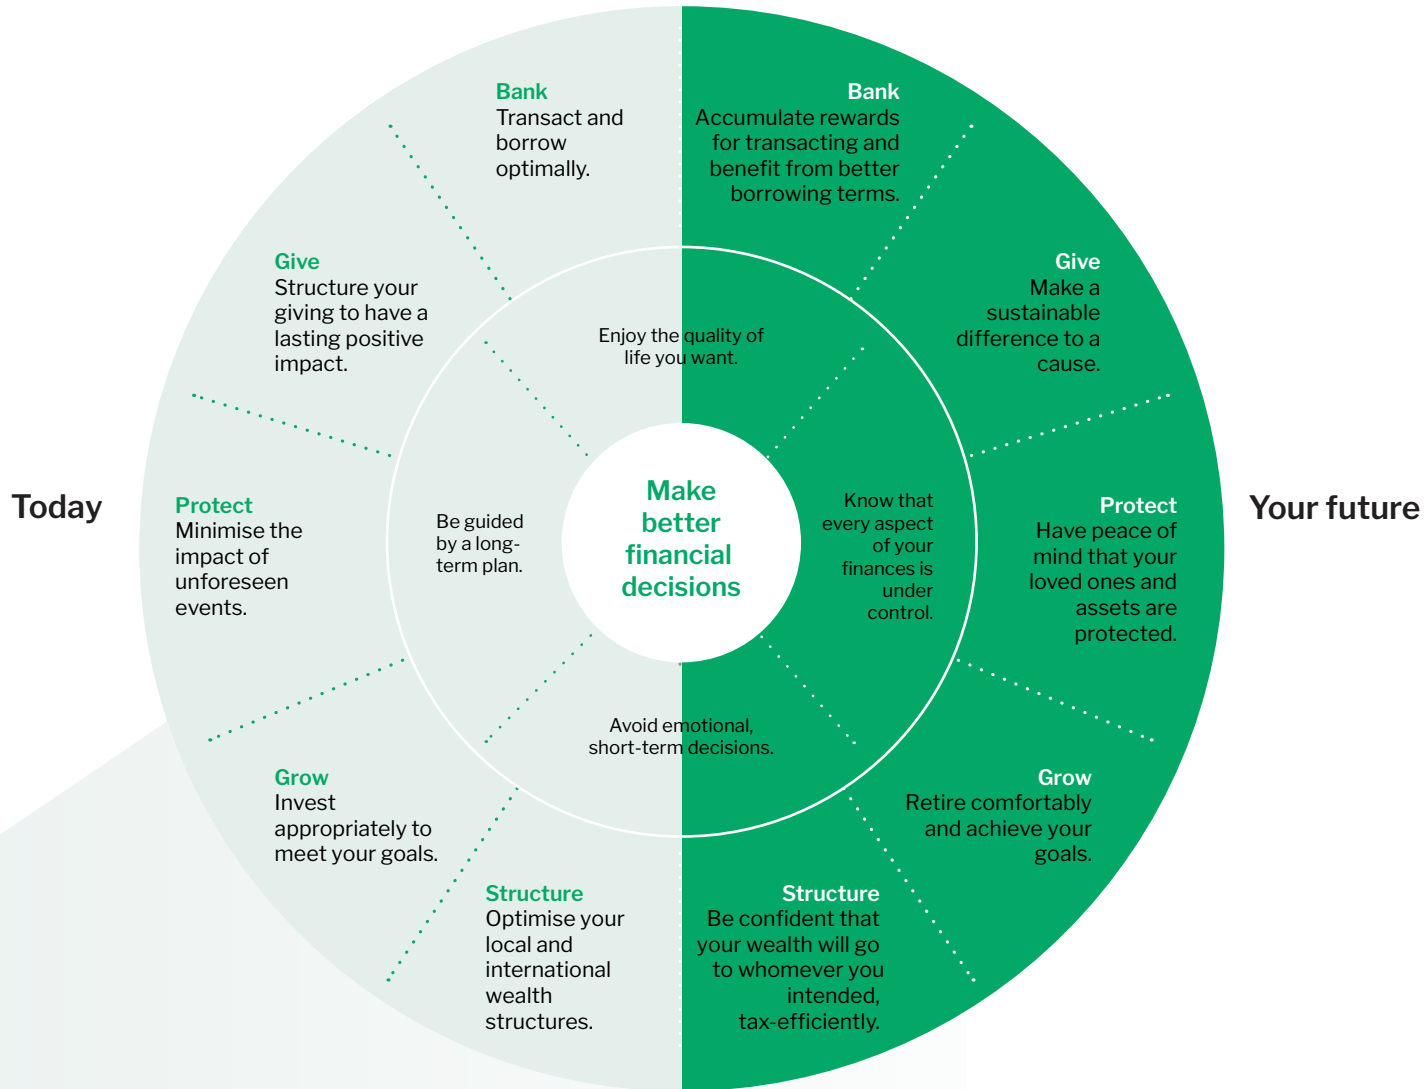 Bank
Transact and
borrow
optimally.
Bank
Accumulate rewards
for transacting and
benefit from better
borrowing terms.
Give
Structure your
giving to have a
lasting positive
impact.
Give
Make a
sustainable
difference to a
cause.
Enjoy the quality of
life you want.
Today
Protect
Minimise the
impact of
unforeseen
events.
Be guided
by a long-
term plan.
Make
better
financial
decisions
Know that
every aspect
of your
finances is
under
control.
Protect
Have peace of
mind that your
loved ones and
assets are
protected.
Your future
Avoid emotional,
short-term decisions.
Grow
Invest
appropriately to
meet your goals.
Grow
Retire comfortably
and achieve your
goals.
Structure
Optimise your
local and
international
wealth
structures.
Structure
Be confident that
your wealth will go
to whomever you
intended,
tax-efficiently.